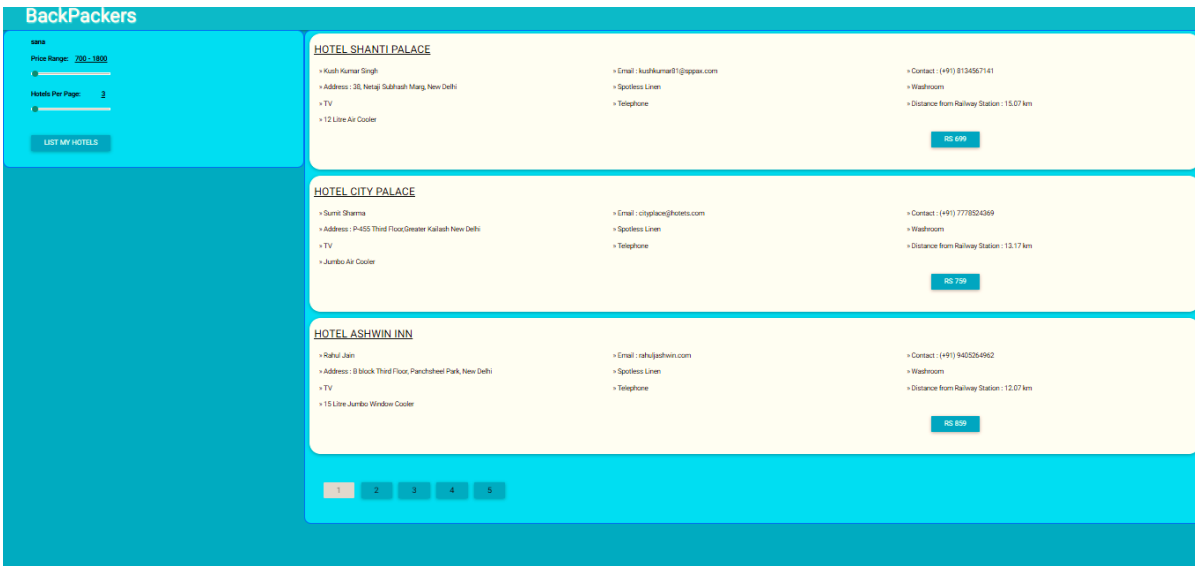 BackPackers
sana
Price Range: 700 - 1800
Hotels Per Page: 3
LIST MY HOTELS
HOTEL SHANTI PALACE
» Kush Kumar Singh » Email : kushkumar81@sppax.com » Contact : (+91) 8134567141
» Address : 38, Netaji Subhash Marg, New Delhi » Spotless Linen » Washroom
» TV » Telephone » Distance from Railway Station : 15.07 km
» 12 Litre Air Cooler
RS 699
HOTEL CITY PALACE
» Sumit Sharma » Email : cityplace@hotets.com » Contact : (+91) 7778524369
» Address : P-455 Third Floor,Greater Kailash New Delhi » Spotless Linen » Washroom
» TV » Telephone » Distance from Railway Station : 13.17 km
» Jumbo Air Cooler
RS 759
HOTEL ASHWIN INN
» Rahul Jain » Email : rahuljashwin.com » Contact : (+91) 9405264962
» Address : B block Third Floor, Panchsheel Park, New Delhi » Spotless Linen » Washroom
» TV » Telephone » Distance from Railway Station : 12.07 km
» 15 Litre Jumbo Window Cooler
RS 859
1 2 3 4 5